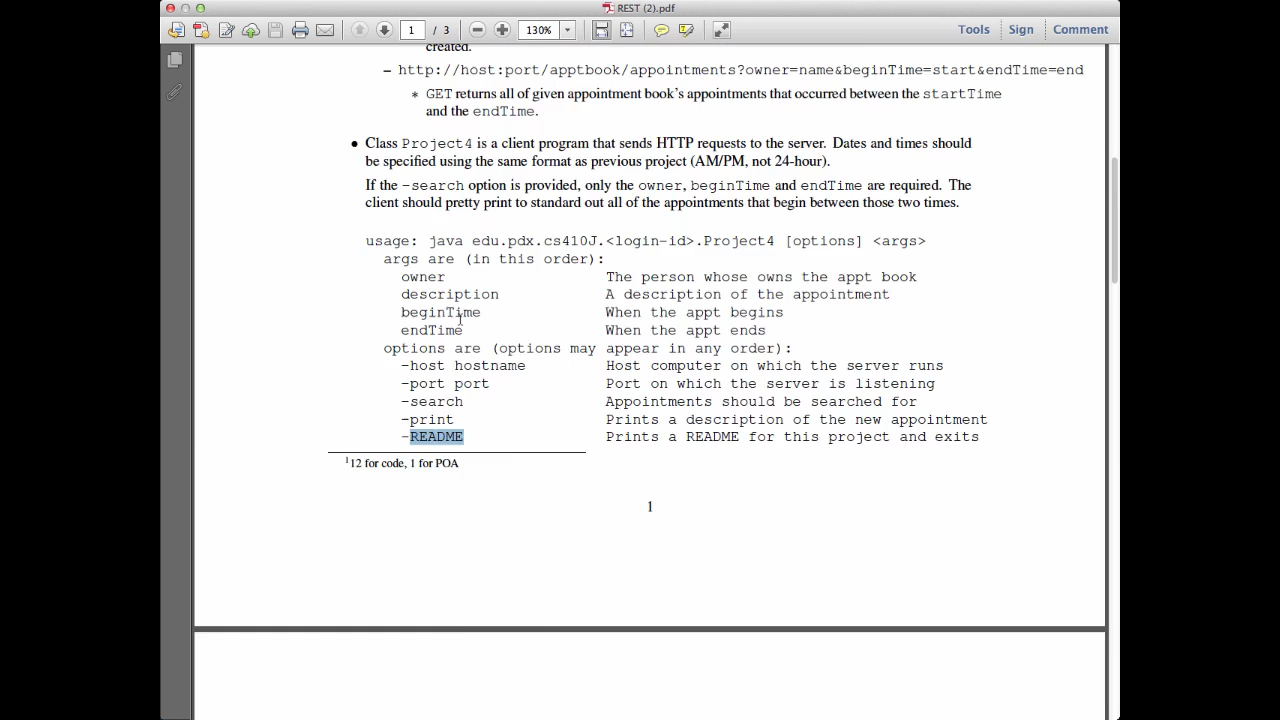 REST (2).pdf
1 / 3 130% Tools Sign Comment
created.
– http://host:port/apptbook/appointments?owner=name&beginTime=start&endTime=end
* GET returns all of given appointment book's appointments that occurred between the startTime
and the endTime.
• Class Project4 is a client program that sends HTTP requests to the server. Dates and times should
be specified using the same format as previous project (AM/PM, not 24-hour).
If the -search option is provided, only the owner, beginTime and endTime are required. The
client should pretty print to standard out all of the appointments that begin between those two times.
usage: java edu.pdx.cs410J.<login-id>.Project4 [options] <args>
args are (in this order):
owner The person whose owns the appt book
description A description of the appointment
beginTime When the appt begins
endTime When the appt ends
options are (options may appear in any order):
-host hostname Host computer on which the server runs
-port port Port on which the server is listening
-search Appointments should be searched for
-print Prints a description of the new appointment
-README Prints a README for this project and exits
1 12 for code, 1 for POA
1